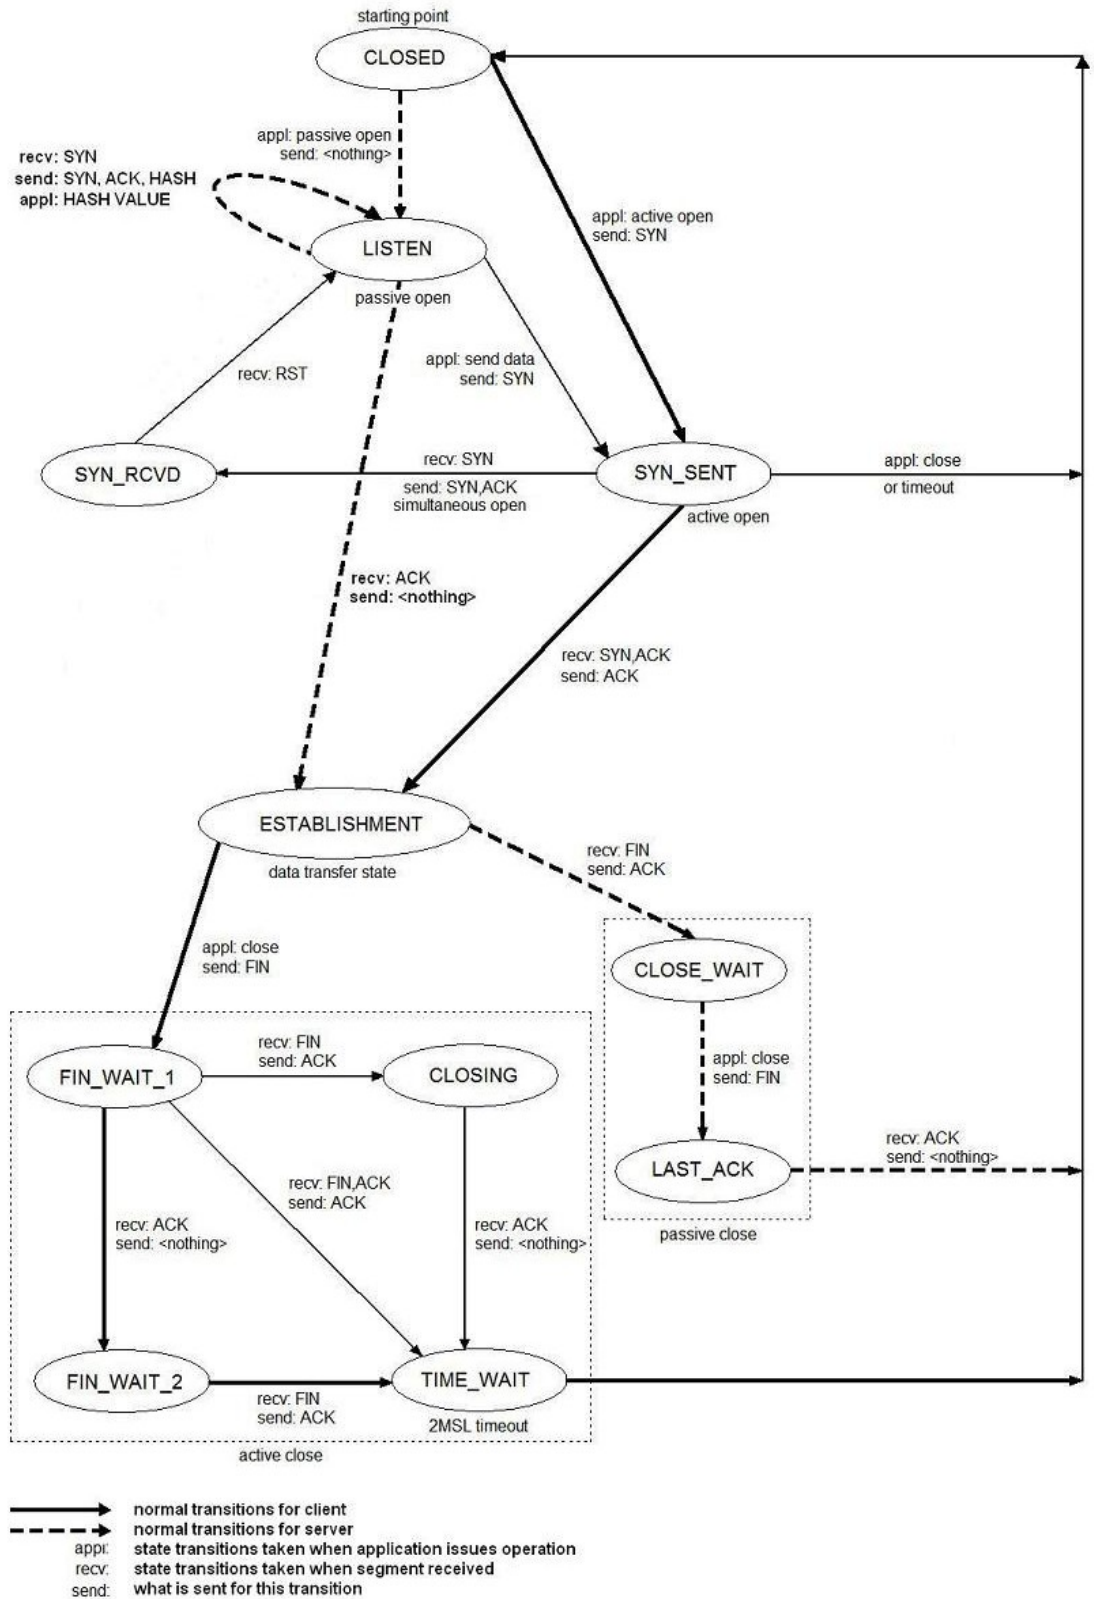 starting point
CLOSED
appl: passive open
send: <nothing>
recv: SYN
send: SYN, ACK, HASH
appl: HASH VALUE
appl: active open
send: SYN
LISTEN
passive open
appl: send data
send: SYN
recv: RST
SYN_RCVD
recv: SYN
send: SYN,ACK
simultaneous open
SYN_SENT
active open
appl: close
or timeout
recv: ACK
send: <nothing>
recv: SYN,ACK
send: ACK
ESTABLISHMENT
data transfer state
recv: FIN
send: ACK
appl: close
send: FIN
CLOSE_WAIT
appl: close
send: FIN
LAST_ACK
recv: ACK
send: <nothing>
passive close
FIN_WAIT_1
recv: FIN
send: ACK
CLOSING
recv: FIN,ACK
send: ACK
recv: ACK
send: <nothing>
recv: ACK
send: <nothing>
FIN_WAIT_2
recv: FIN
send: ACK
TIME_WAIT
2MSL timeout
active close
normal transitions for client
normal transitions for server
appl: state transitions taken when application issues operation
recv: state transitions taken when segment received
send: what is sent for this transition